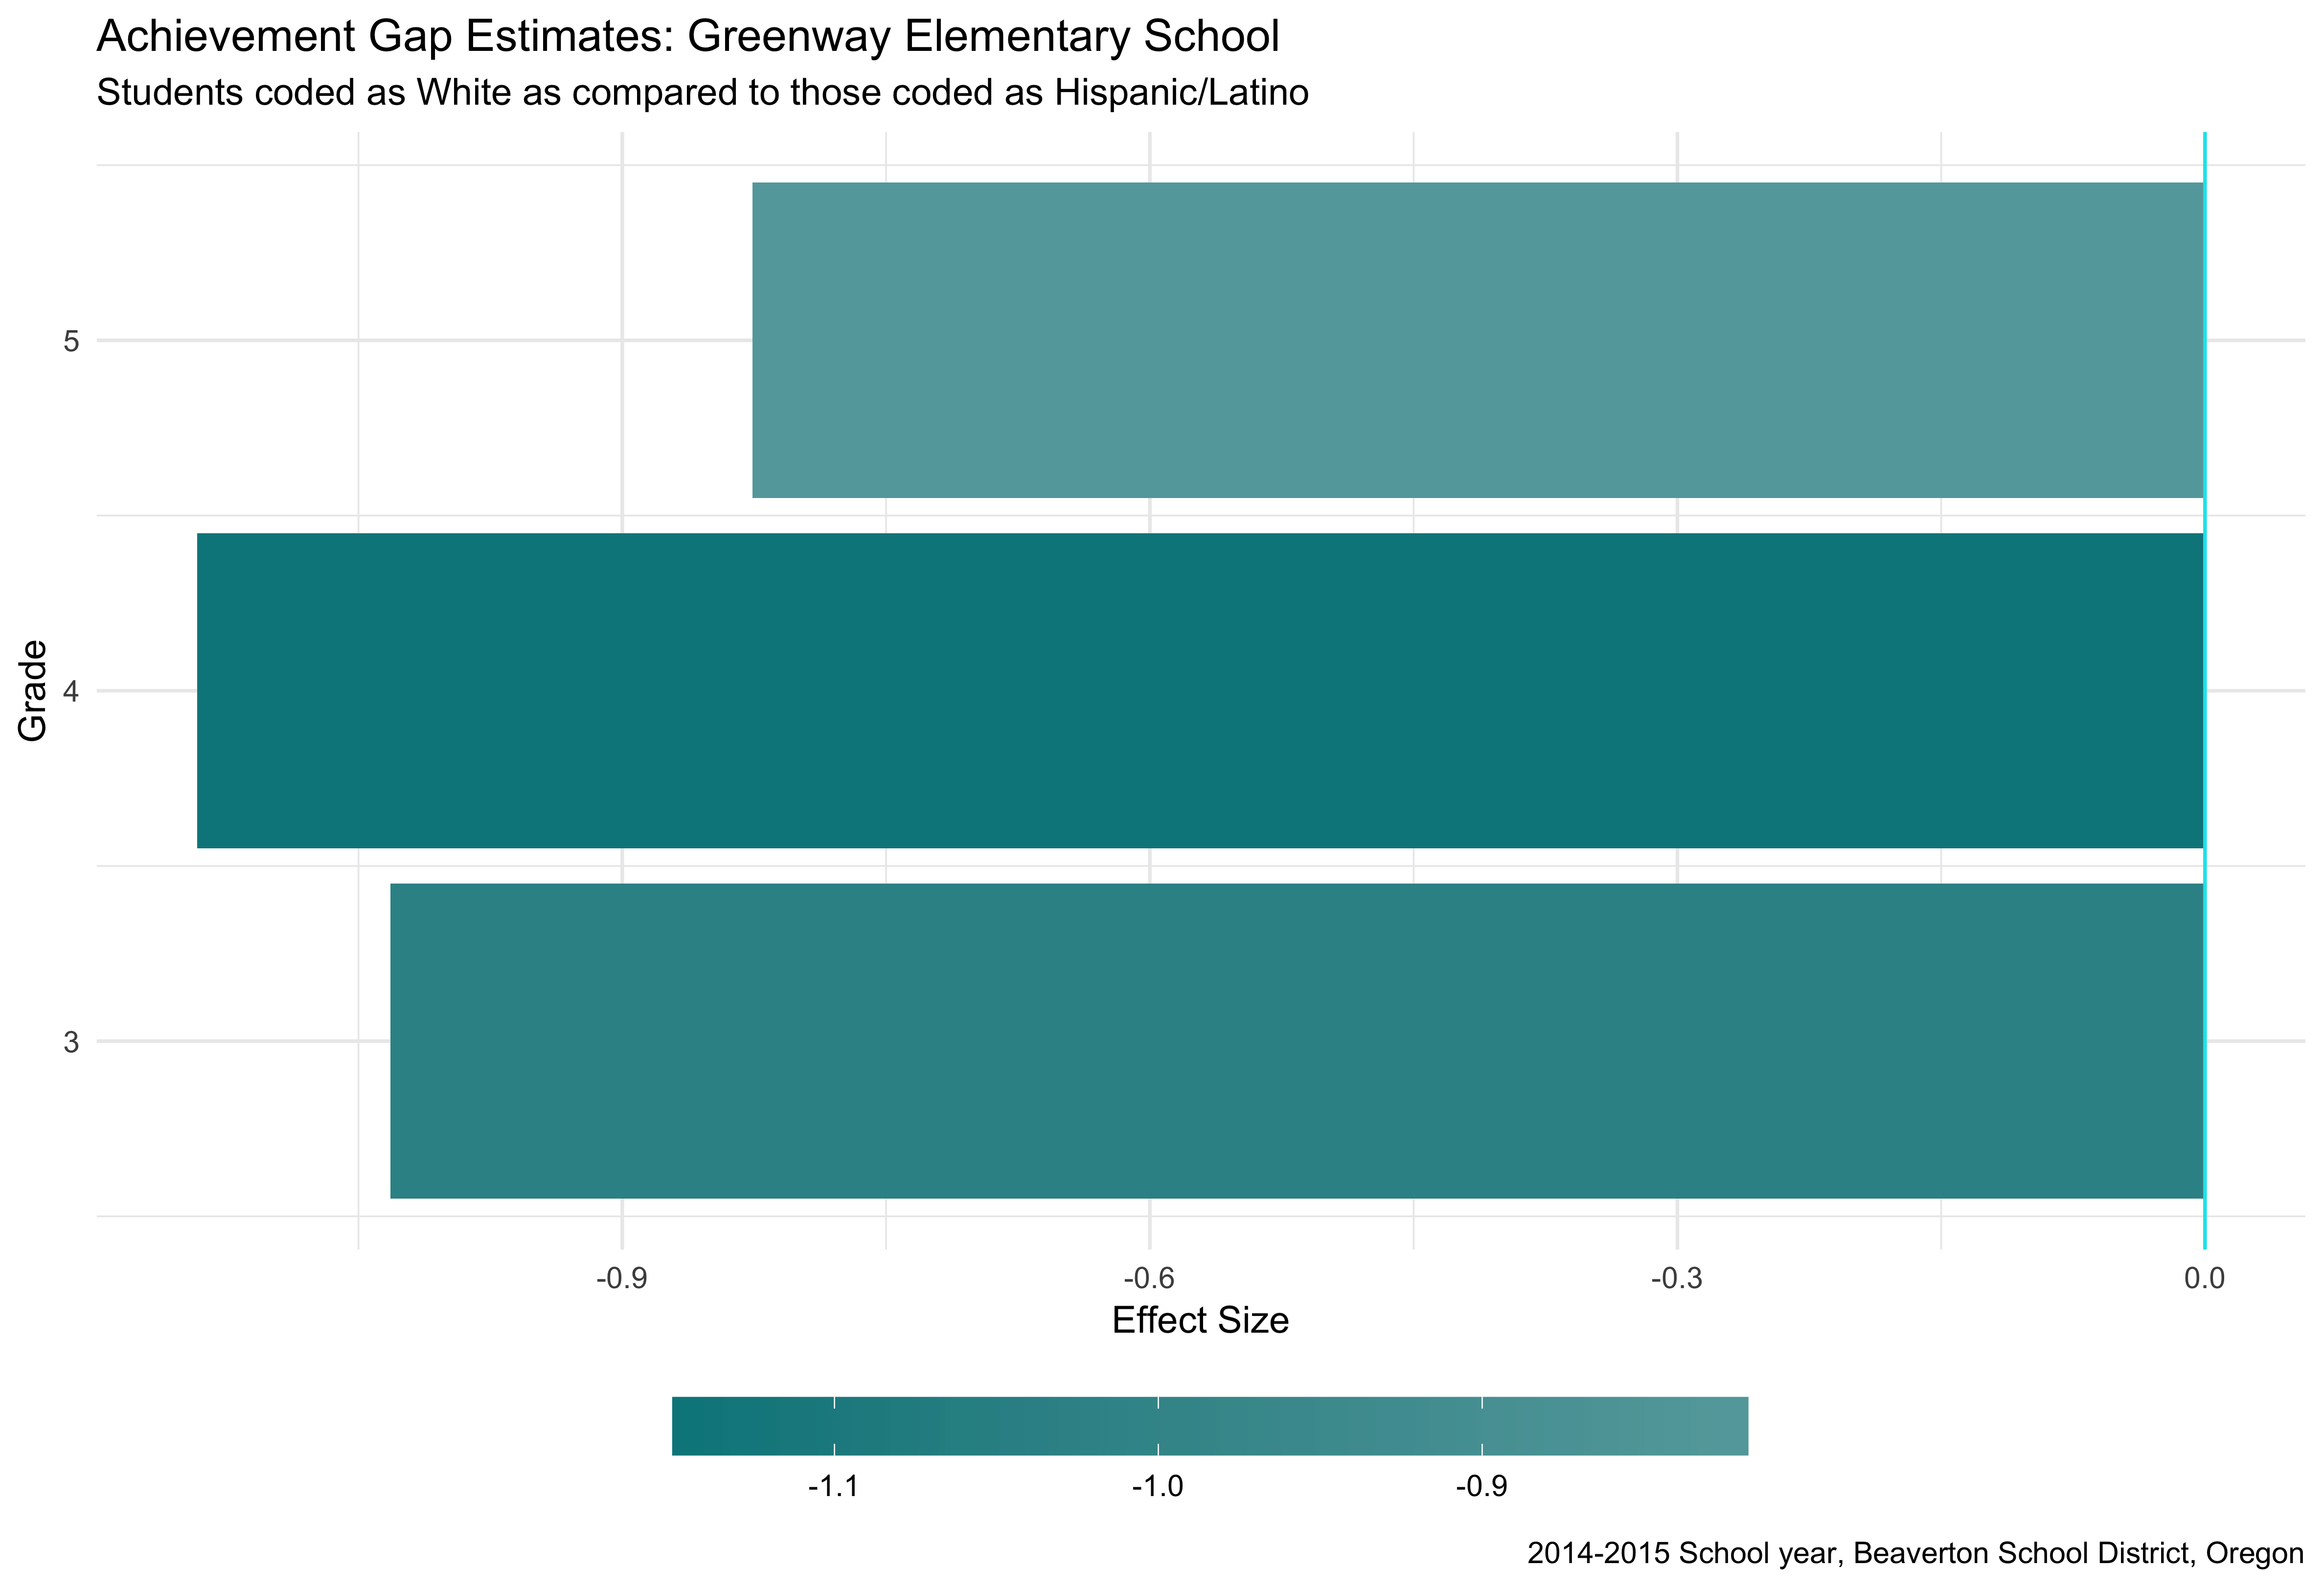 Achievement Gap Estimates: Greenway Elementary School
Students coded as White as compared to those coded as Hispanic/Latino
5
4
3
Grade
-0.9 -0.6 -0.3 0.0
Effect Size
-1.1 -1.0 -0.9
2014-2015 School year, Beaverton School District, Oregon